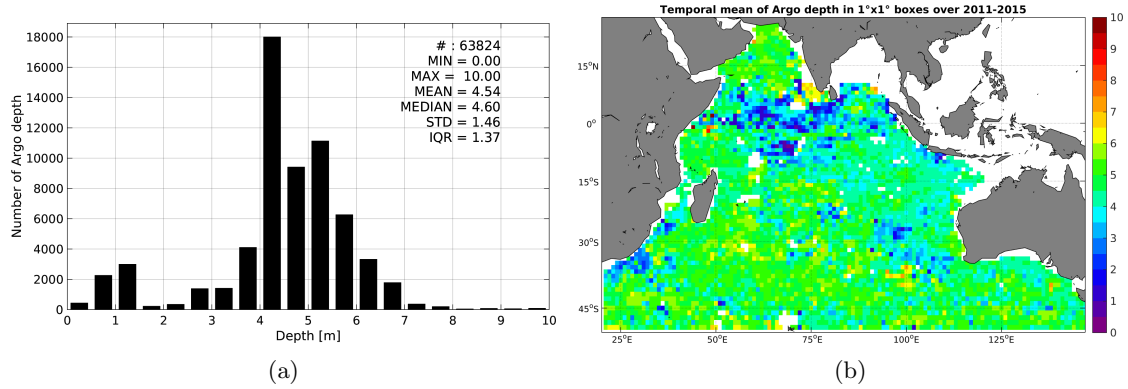 18000
16000
14000
12000
10000
8000
6000
4000
2000
0
Number of Argo depth
# : 63824
MIN = 0.00
MAX = 10.00
MEAN = 4.54
MEDIAN = 4.60
STD = 1.46
IQR = 1.37
0 1 2 3 4 5 6 7 8 9 10
Depth [m]
(a)
Temporal mean of Argo depth in 1°x1° boxes over 2011-2015
15°N
0°
15°S
30°S
45°S
25°E 50°E 75°E 100°E 125°E
10
9
8
7
6
5
4
3
2
1
0
(b)